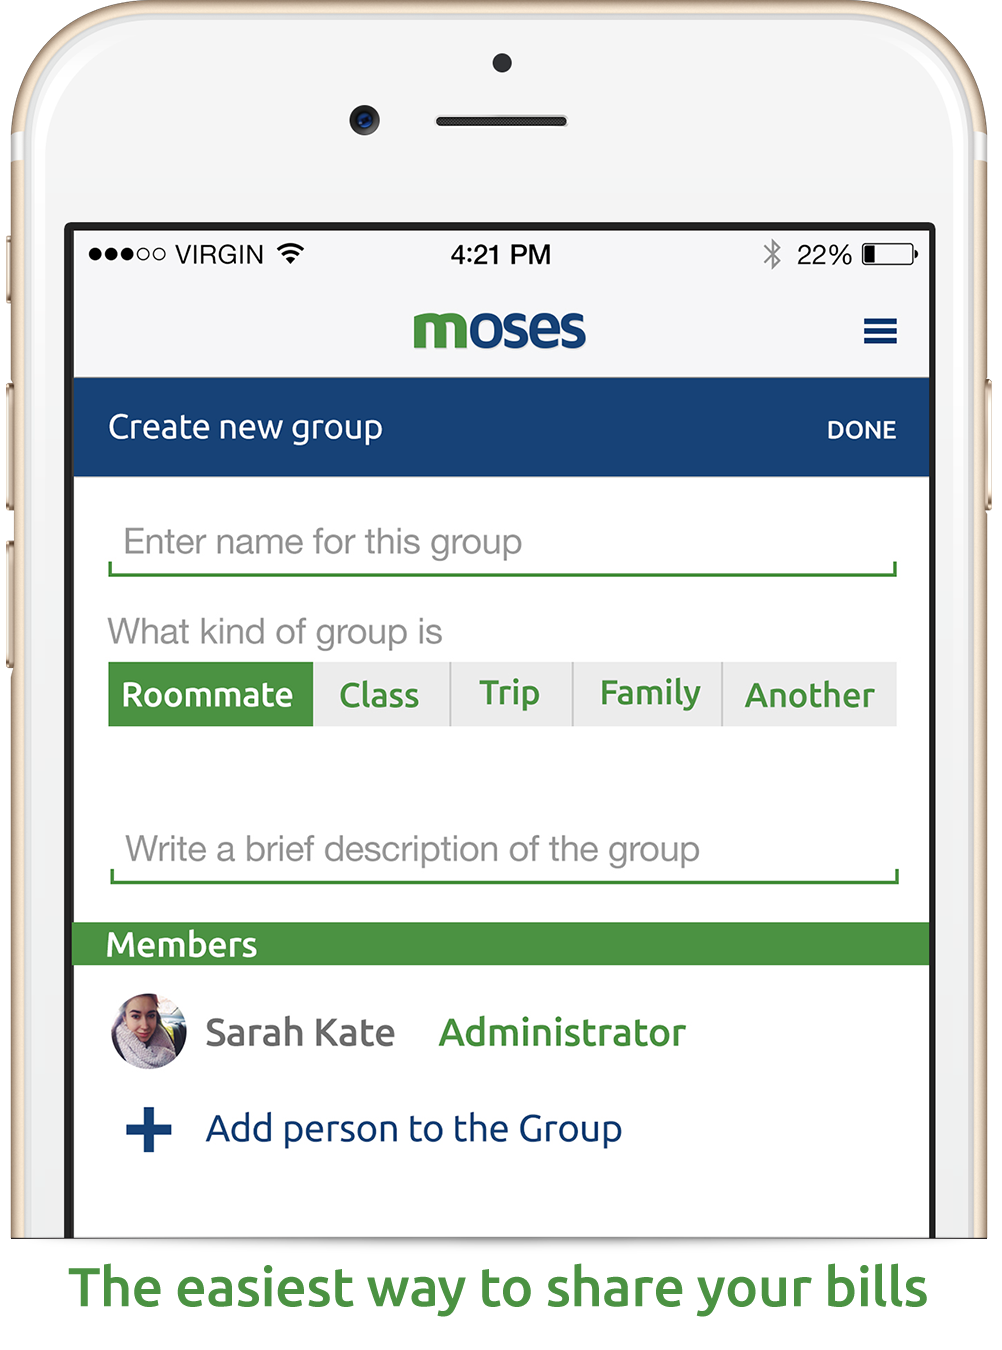 VIRGIN 4:21 PM 22%
moses
Create new group DONE
Enter name for this group
What kind of group is
Roommate Class Trip Family Another
Write a brief description of the group
Members
Sarah Kate Administrator
Add person to the Group
The easiest way to share your bills